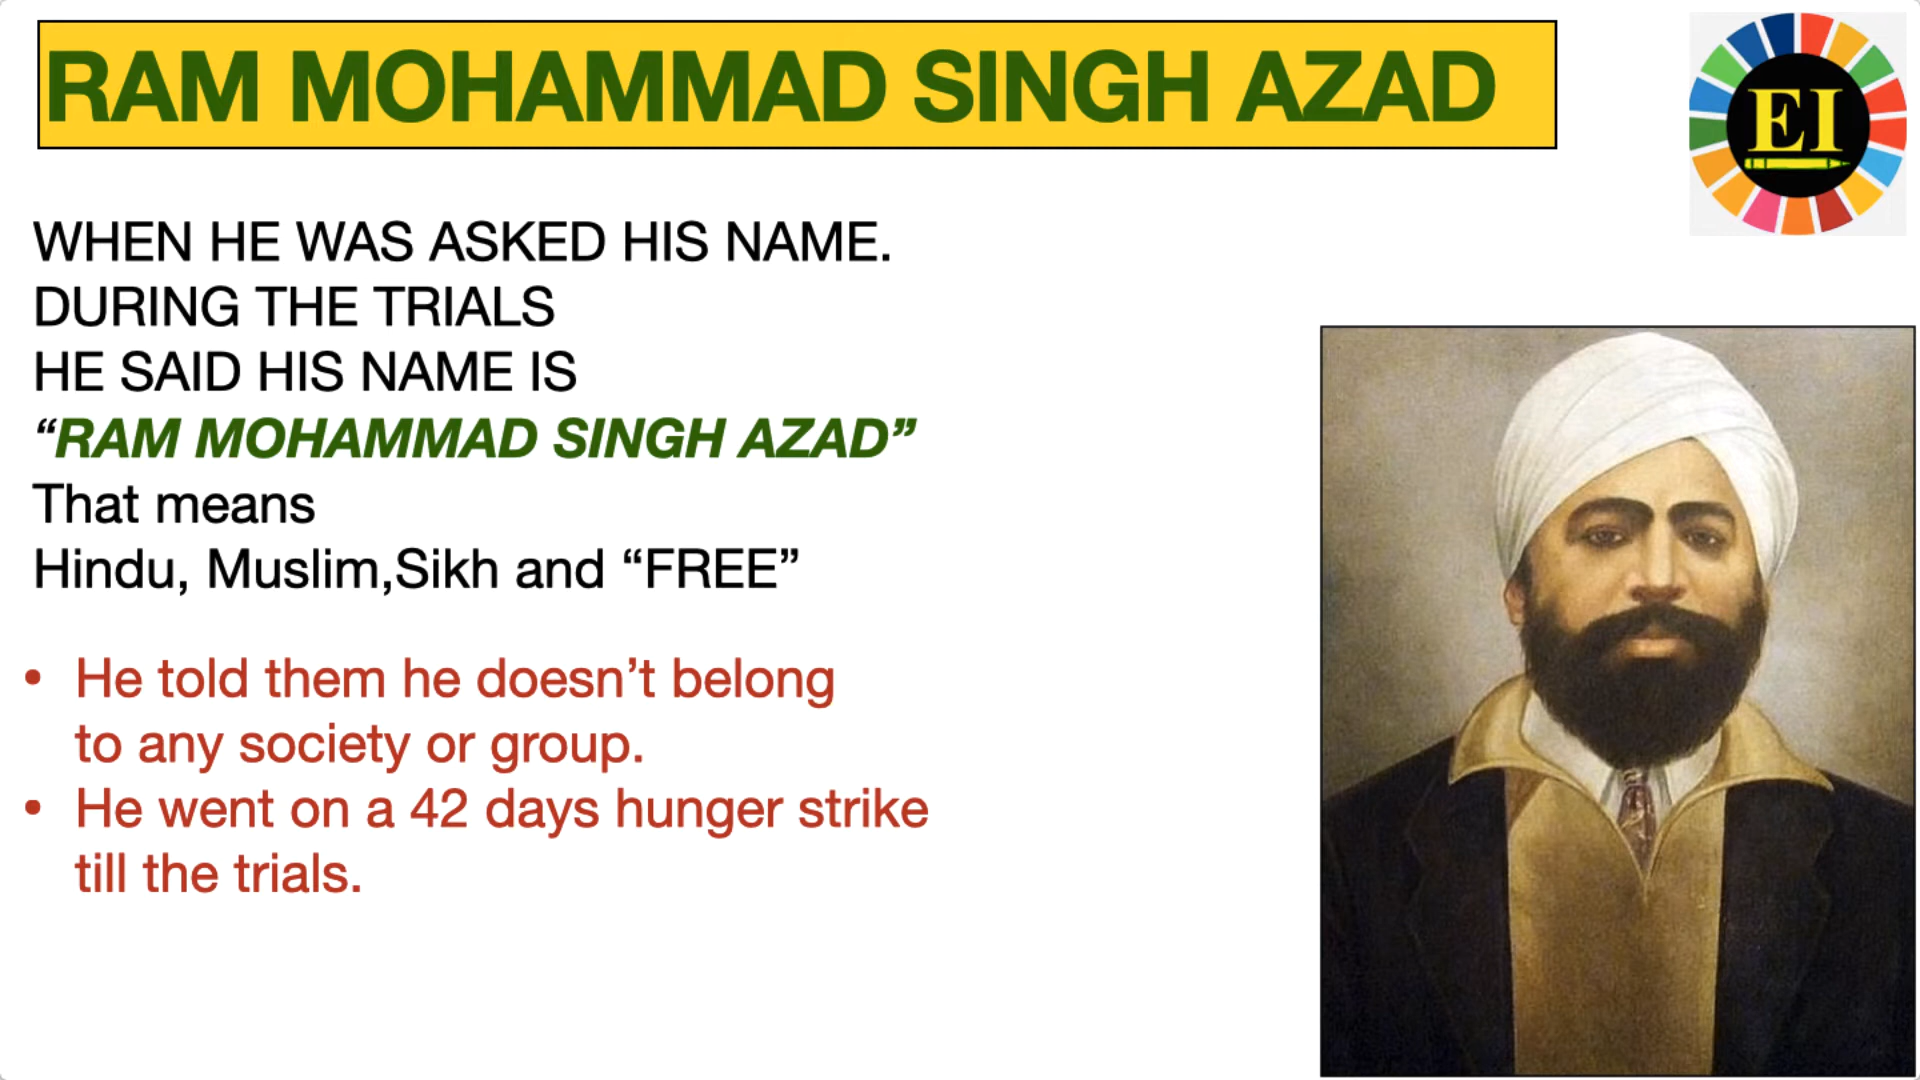 RAM MOHAMMAD SINGH AZAD
EI
WHEN HE WAS ASKED HIS NAME.
DURING THE TRIALS
HE SAID HIS NAME IS
“RAM MOHAMMAD SINGH AZAD”
That means
Hindu, Muslim,Sikh and “FREE”
• He told them he doesn’t belong
to any society or group.
• He went on a 42 days hunger strike
till the trials.